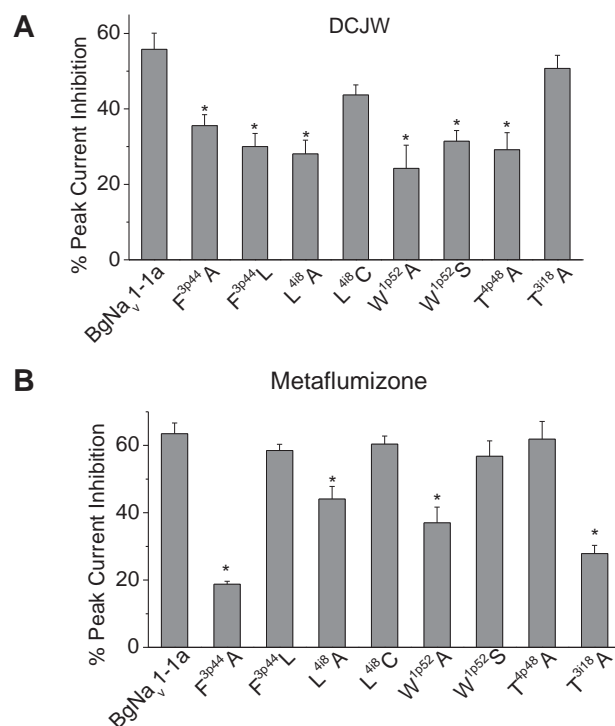 A
DCJW
% Peak Current Inhibition
60
40
20
0
* * * * * *
BgNaᵥ1-1a F³ᵖ⁴⁴A F³ᵖ⁴⁴L L⁴ⁱ⁸A L⁴ⁱ⁸C W¹ᵖ⁵²A W¹ᵖ⁵²S T⁴ᵖ⁴⁸A T³ⁱ¹⁸A
B
Metaflumizone
% Peak Current Inhibition
60
40
20
0
* * * *
BgNaᵥ1-1a F³ᵖ⁴⁴A F³ᵖ⁴⁴L L⁴ⁱ⁸A L⁴ⁱ⁸C W¹ᵖ⁵²A W¹ᵖ⁵²S T⁴ᵖ⁴⁸A T³ⁱ¹⁸A